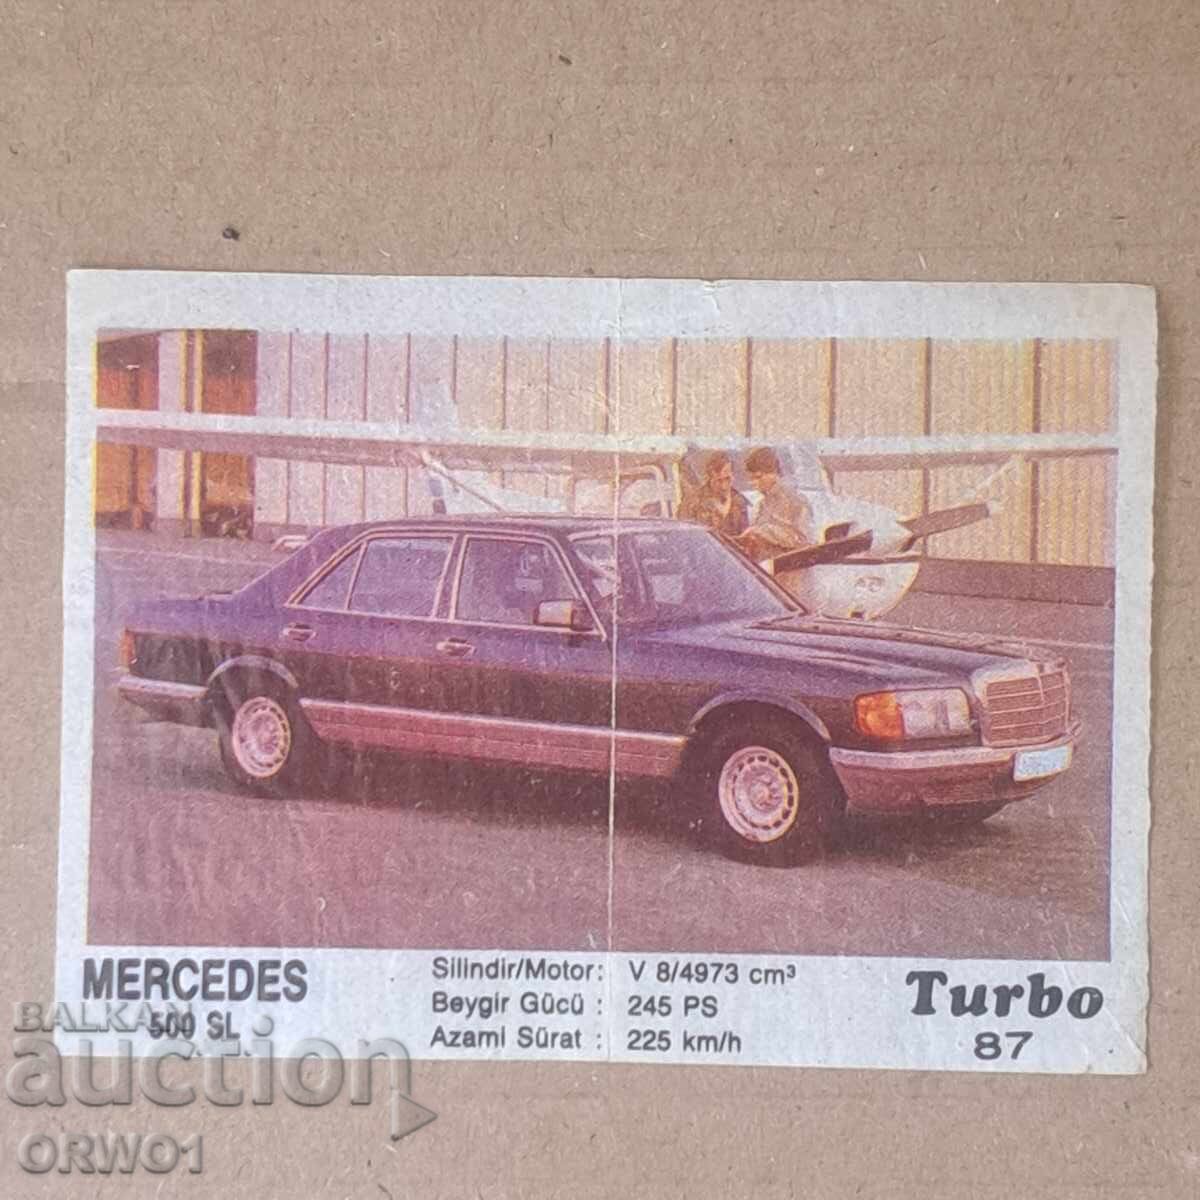 MERCEDES
500 SL
Silindir/Motor: V 8/4973 cm³
Beygir Gücü : 245 PS
Azami Sürat : 225 km/h
Turbo
87
BALKAN
auction
ORWO1